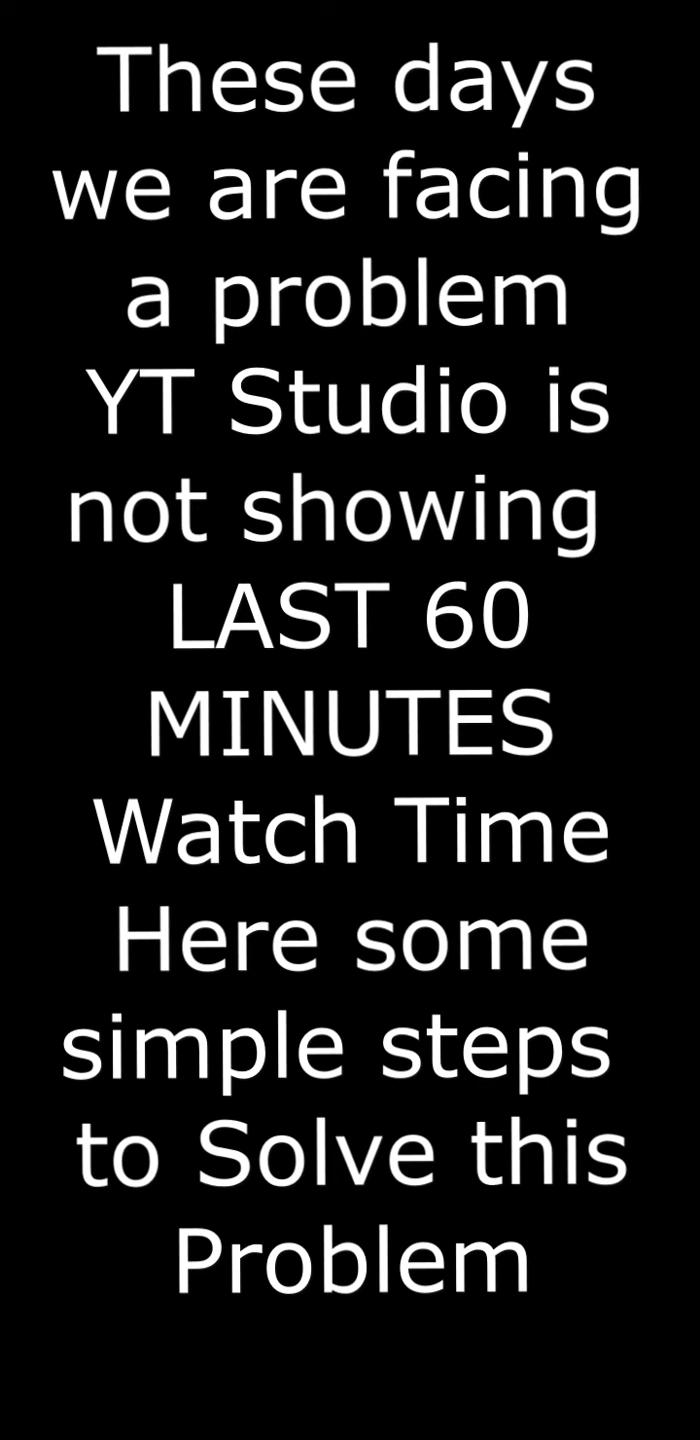 These days
we are facing
a problem
YT Studio is
not showing
LAST 60
MINUTES
Watch Time
Here some
simple steps
to Solve this
Problem